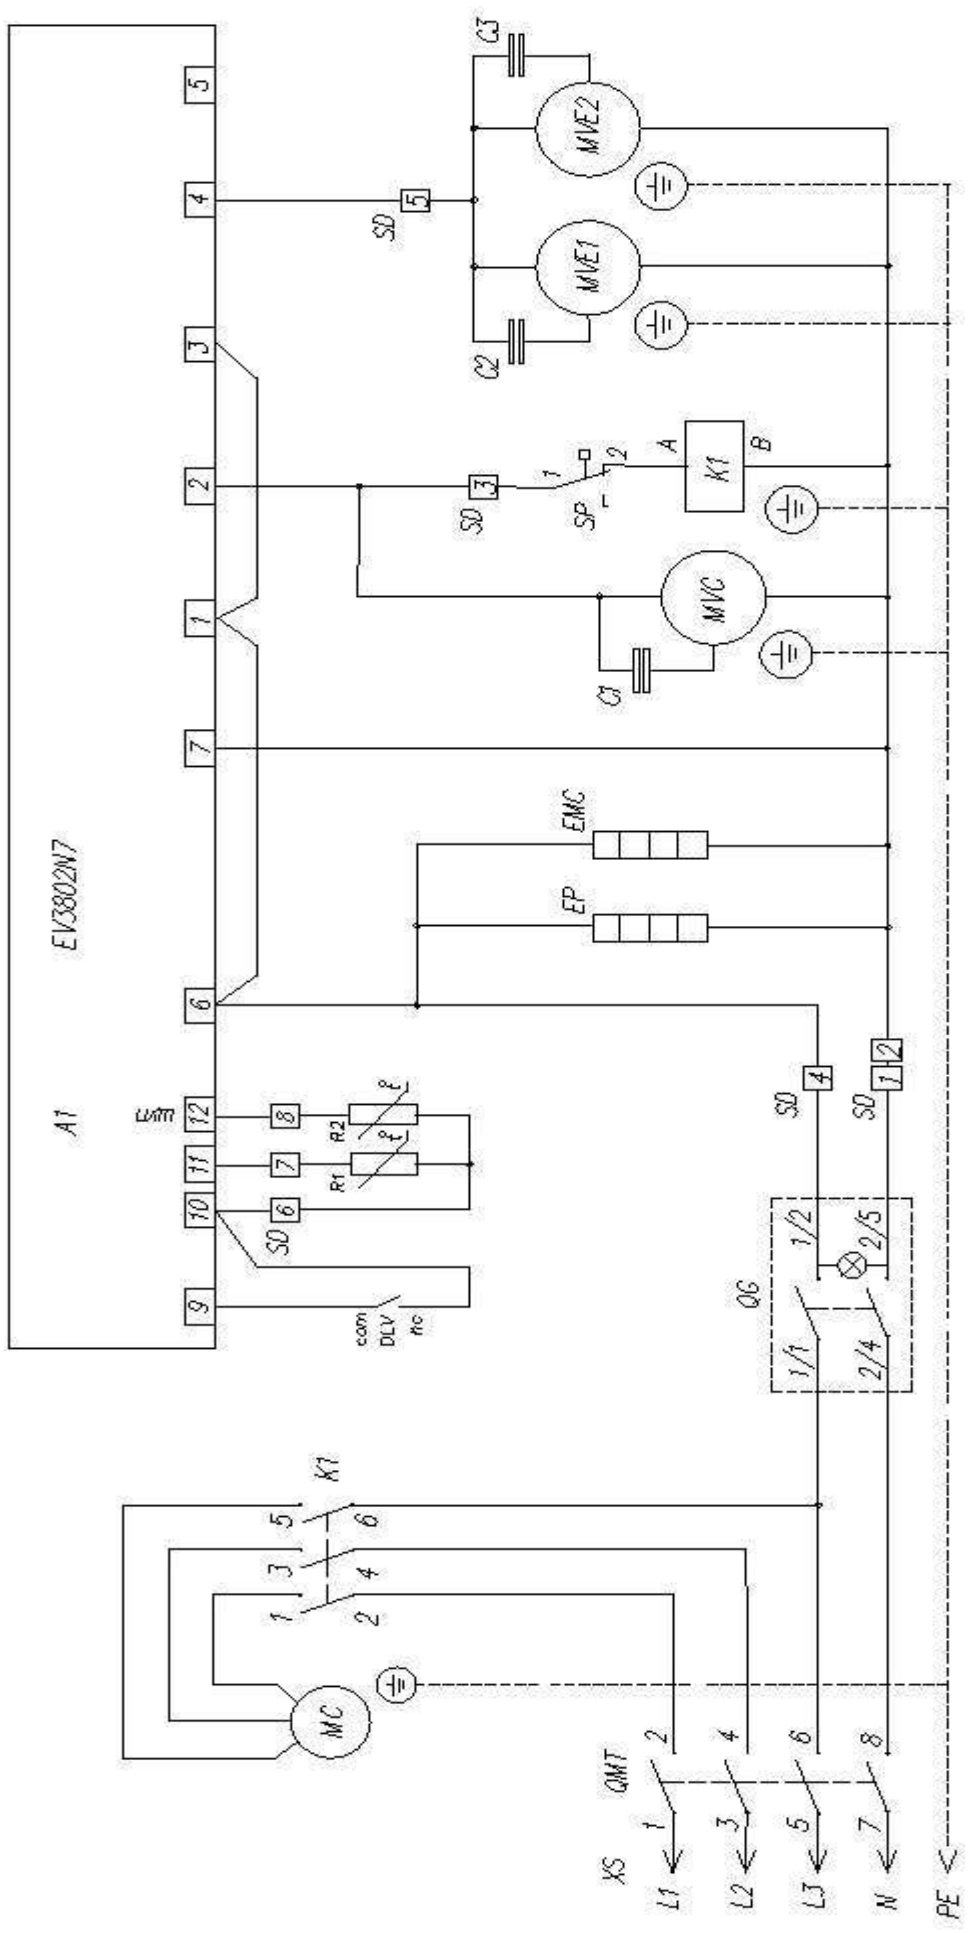 A1 EV3802N7
9 10 11 12 6 7 1 2 3 4 5
SD 6 7 8
R1 t°
R2 t°
com
DLV
no
K1
5 3 1
6 4 2
MC
SD 5
C3
MVE2
C2
MVE1
SD 3
SP 1 2
A
K1
B
C1
MVC
EP EMC
SD 4
SD 1 2
QG
1/1 1/2
2/4 2/5
XS QMT
L1 1 2
L2 3 4
L3 5 6
N 7 8
PE